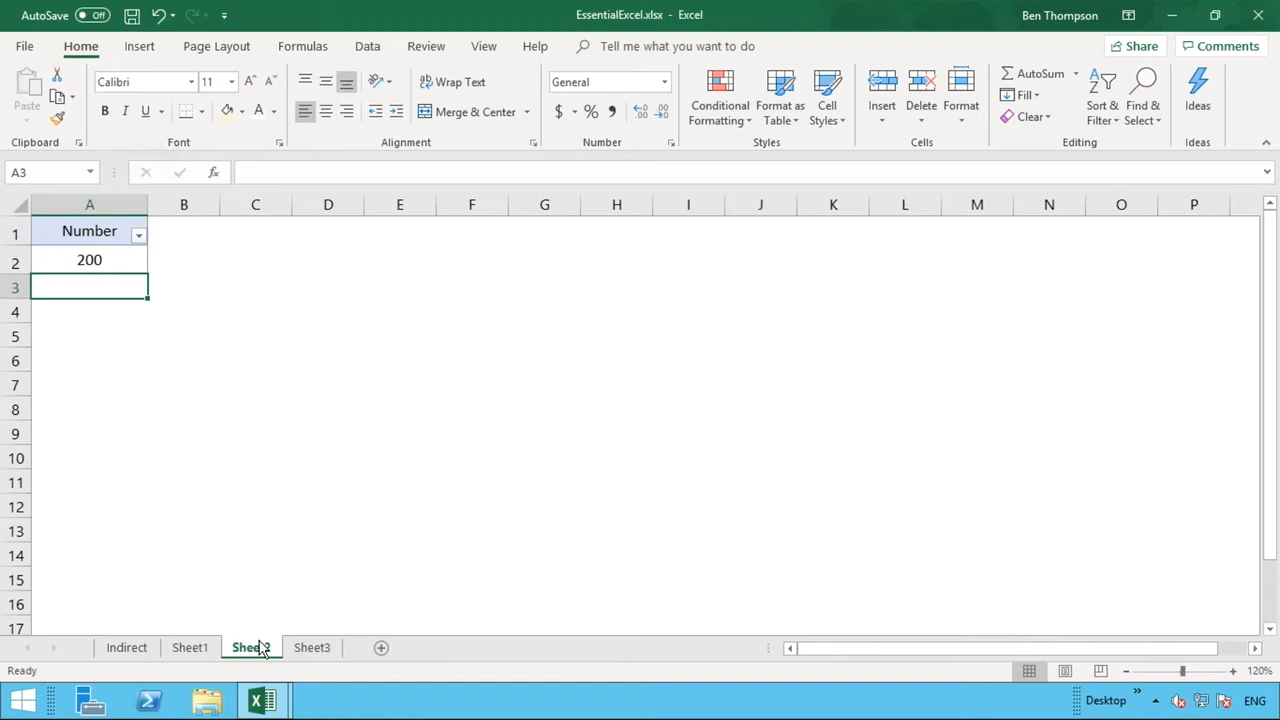 AutoSave Off
EssentialExcel.xlsx - Excel
Ben Thompson
File Home Insert Page Layout Formulas Data Review View Help Tell me what you want to do Share Comments
Paste
Clipboard
Calibri 11
B I U A
Font
Wrap Text
Merge & Center
Alignment
General
$ % ,
Number
Conditional Formatting
Format as Table
Cell Styles
Styles
Insert Delete Format
Cells
AutoSum
Fill
Clear
Sort & Filter
Find & Select
Editing
Ideas
Ideas
A3 fx
A B C D E F G H I J K L M N O P
1 Number
2 200
3
4
5
6
7
8
9
10
11
12
13
14
15
16
17
Indirect Sheet1 Sheet2 Sheet3
Ready 120%
Desktop ENG